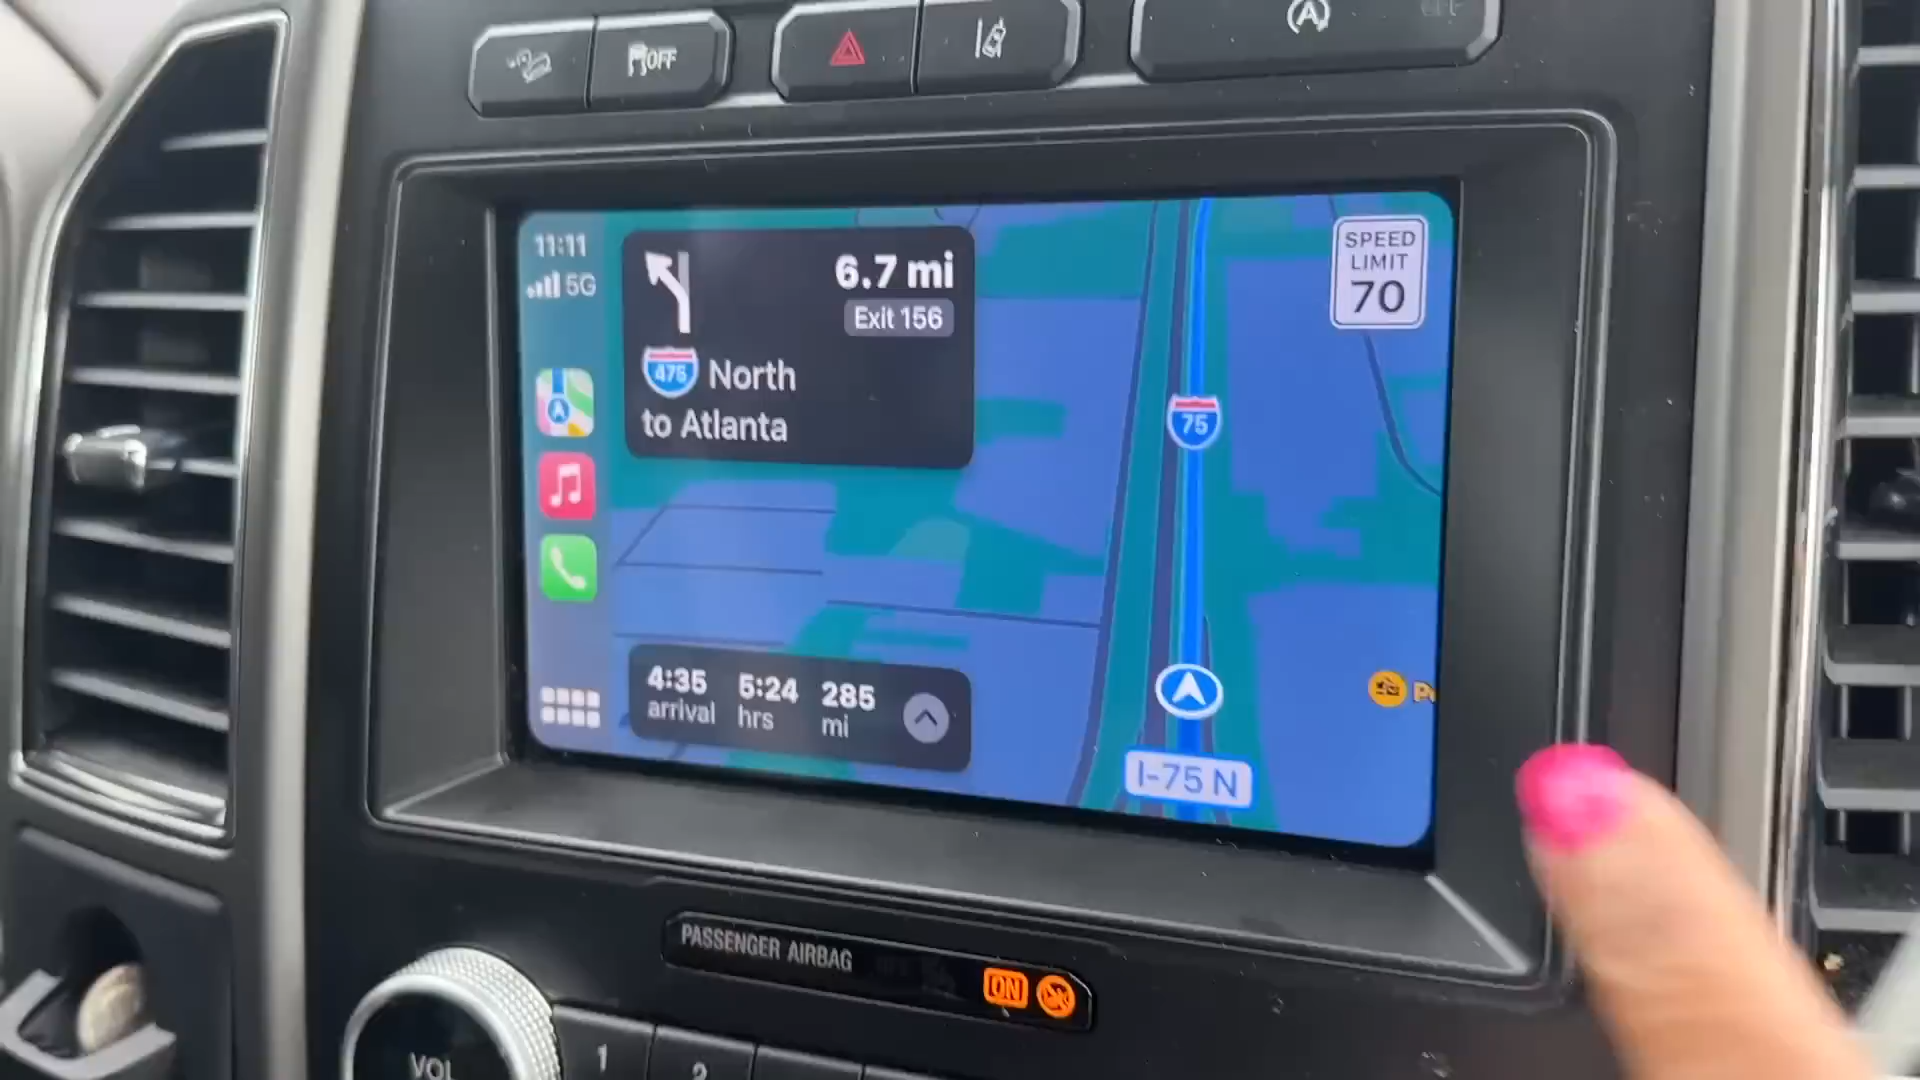 OFF
A OFF
11:11
5G
6.7 mi
Exit 156
475 North
to Atlanta
SPEED
LIMIT
70
75
4:35
arrival
5:24
hrs
285
mi
I-75 N
PASSENGER AIRBAG
ON
VOL
1
2